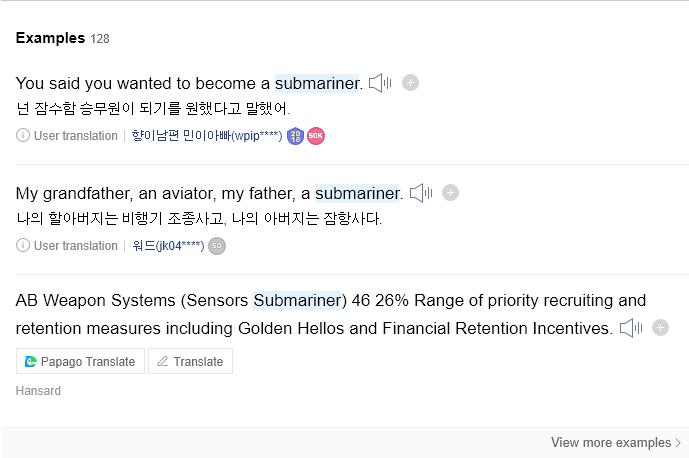 Examples 128
You said you wanted to become a submariner.
넌 잠수함 승무원이 되기를 원했다고 말했어.
User translation | 향이남편 민이아빠(wpip****) 2018 50K
My grandfather, an aviator, my father, a submariner.
나의 할아버지는 비행기 조종사고, 나의 아버지는 잠항사다.
User translation | 워드(jk04****) 50
AB Weapon Systems (Sensors Submariner) 46 26% Range of priority recruiting and
retention measures including Golden Hellos and Financial Retention Incentives.
Papago Translate Translate
Hansard
View more examples